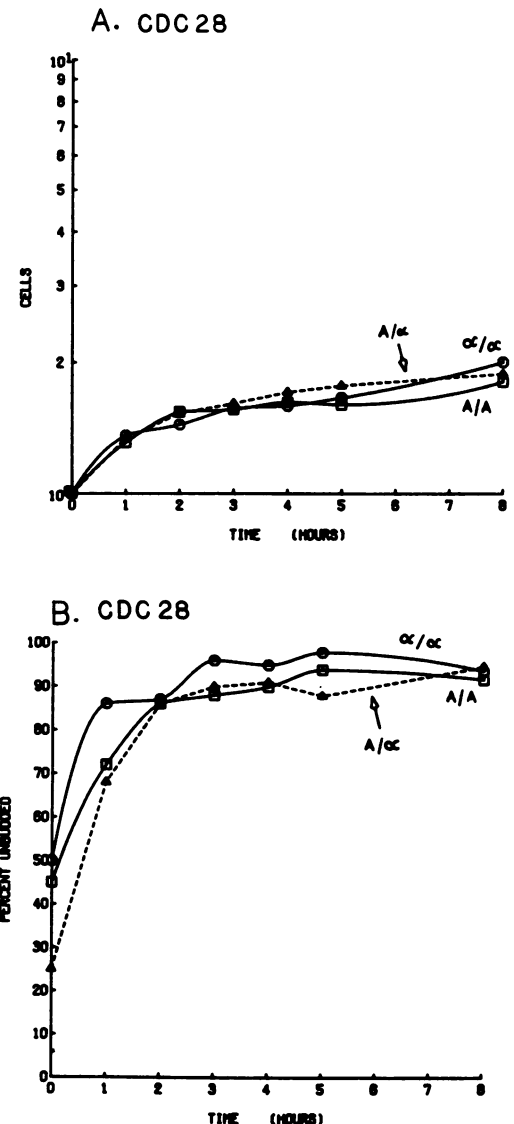 A. CDC28
10¹
9
8
7
6
5
4
3
2
10
CELLS
A/α
α/α
A/A
0 1 2 3 4 5 6 7 8
TIME (HOURS)
B. CDC28
100
90
80
70
60
50
40
30
20
10
0
PERCENT UNBUDDED
α/α
A/A
A/α
0 1 2 3 4 5 6 7 8
TIME (HOURS)